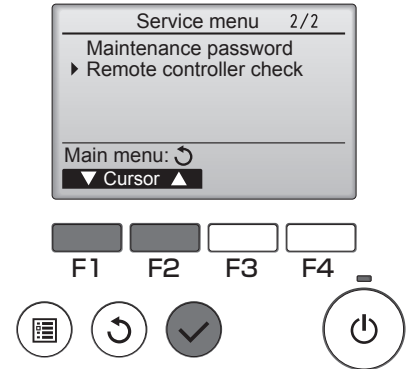 Service menu 2/2
Maintenance password
Remote controller check
Main menu:
Cursor
F1 F2 F3 F4